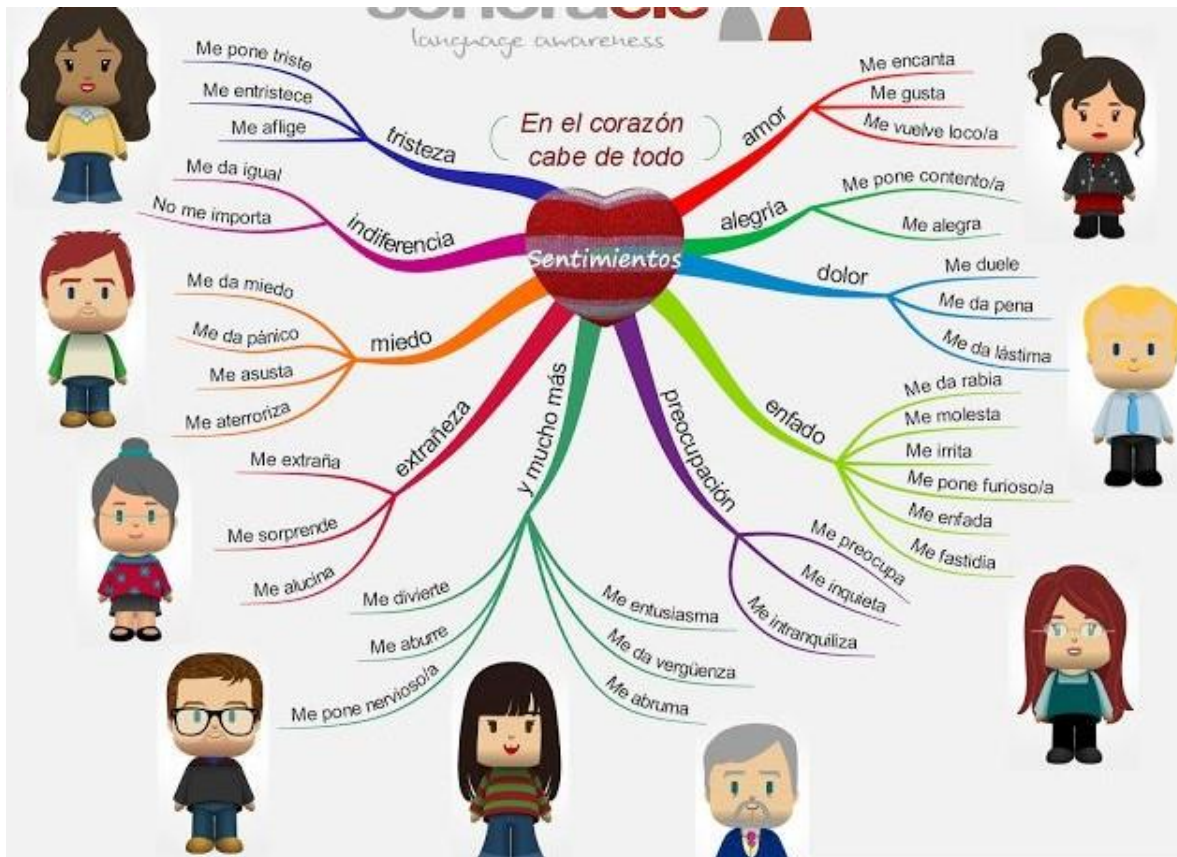 language awareness
En el corazón
cabe de todo
Sentimientos
amor
Me encanta
Me gusta
Me vuelve loco/a
alegría
Me pone contento/a
Me alegra
dolor
Me duele
Me da pena
Me da lástima
enfado
Me da rabia
Me molesta
Me irrita
Me pone furioso/a
Me enfada
Me fastidia
preocupación
Me preocupa
Me inquieta
Me intranquiliza
y mucho más
Me entusiasma
Me da vergüenza
Me abruma
Me divierte
Me aburre
Me pone nervioso/a
extrañeza
Me extraña
Me sorprende
Me alucina
miedo
Me da miedo
Me da pánico
Me asusta
Me aterroriza
indiferencia
Me da igual
No me importa
tristeza
Me pone triste
Me entristece
Me aflige